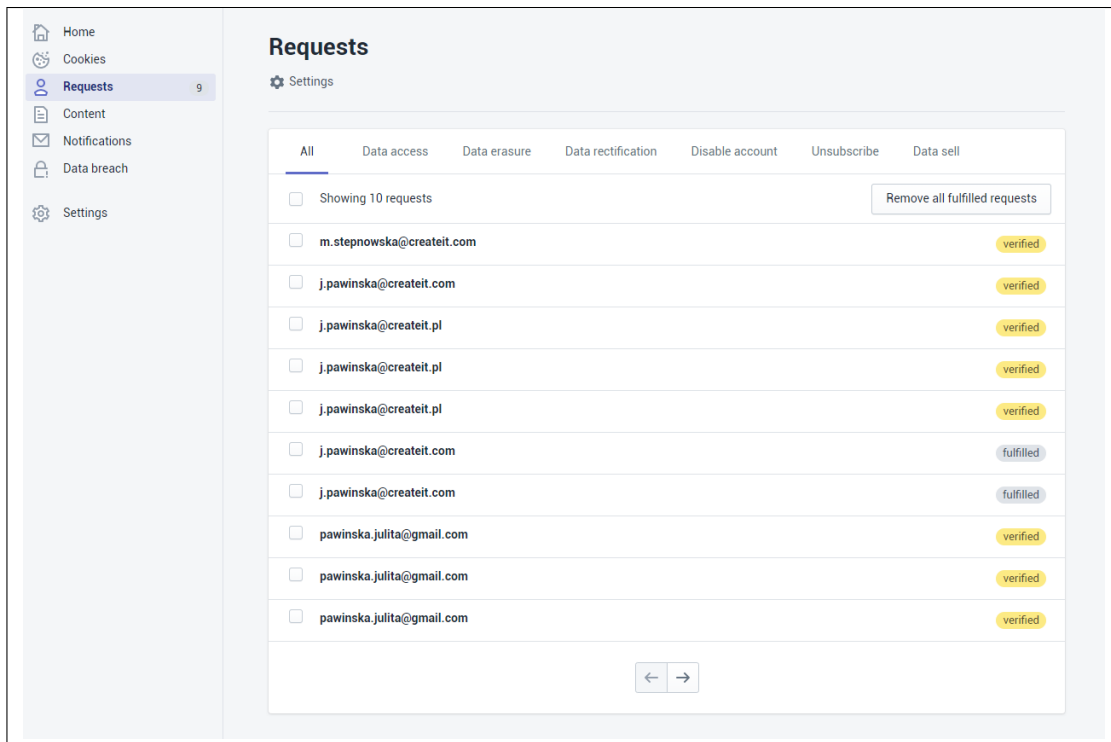 Home
Cookies
Requests 9
Content
Notifications
Data breach
Settings
Requests
Settings
All Data access Data erasure Data rectification Disable account Unsubscribe Data sell
Showing 10 requests Remove all fulfilled requests
m.stepnowska@createit.com verified
j.pawinska@createit.com verified
j.pawinska@createit.pl verified
j.pawinska@createit.pl verified
j.pawinska@createit.pl verified
j.pawinska@createit.com fulfilled
j.pawinska@createit.com fulfilled
pawinska.julita@gmail.com verified
pawinska.julita@gmail.com verified
pawinska.julita@gmail.com verified